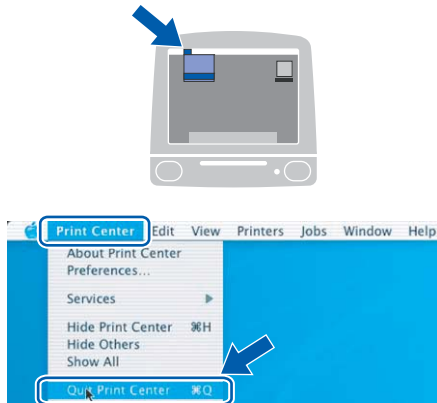 Print Center Edit View Printers Jobs Window Help
About Print Center
Preferences...
Services
Hide Print Center ⌘H
Hide Others
Show All
Quit Print Center ⌘Q